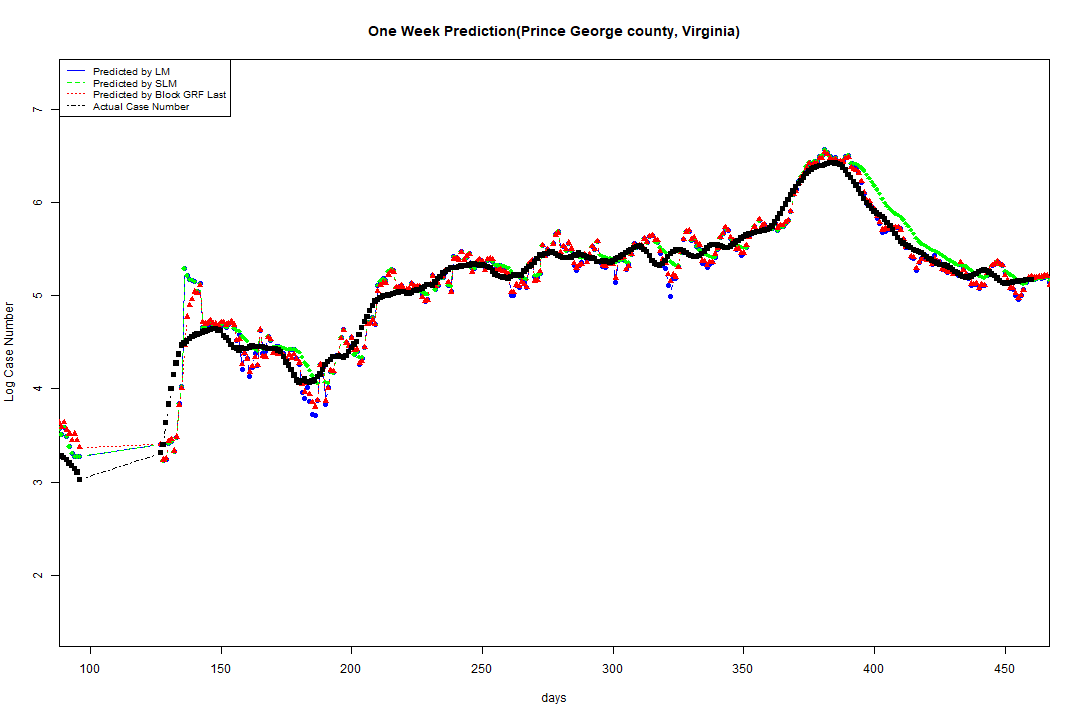 One Week Prediction(Prince George county, Virginia)
Predicted by LM
Predicted by SLM
Predicted by Block GRF Last
Actual Case Number
7
6
5
4
3
2
Log Case Number
100 150 200 250 300 350 400 450
days